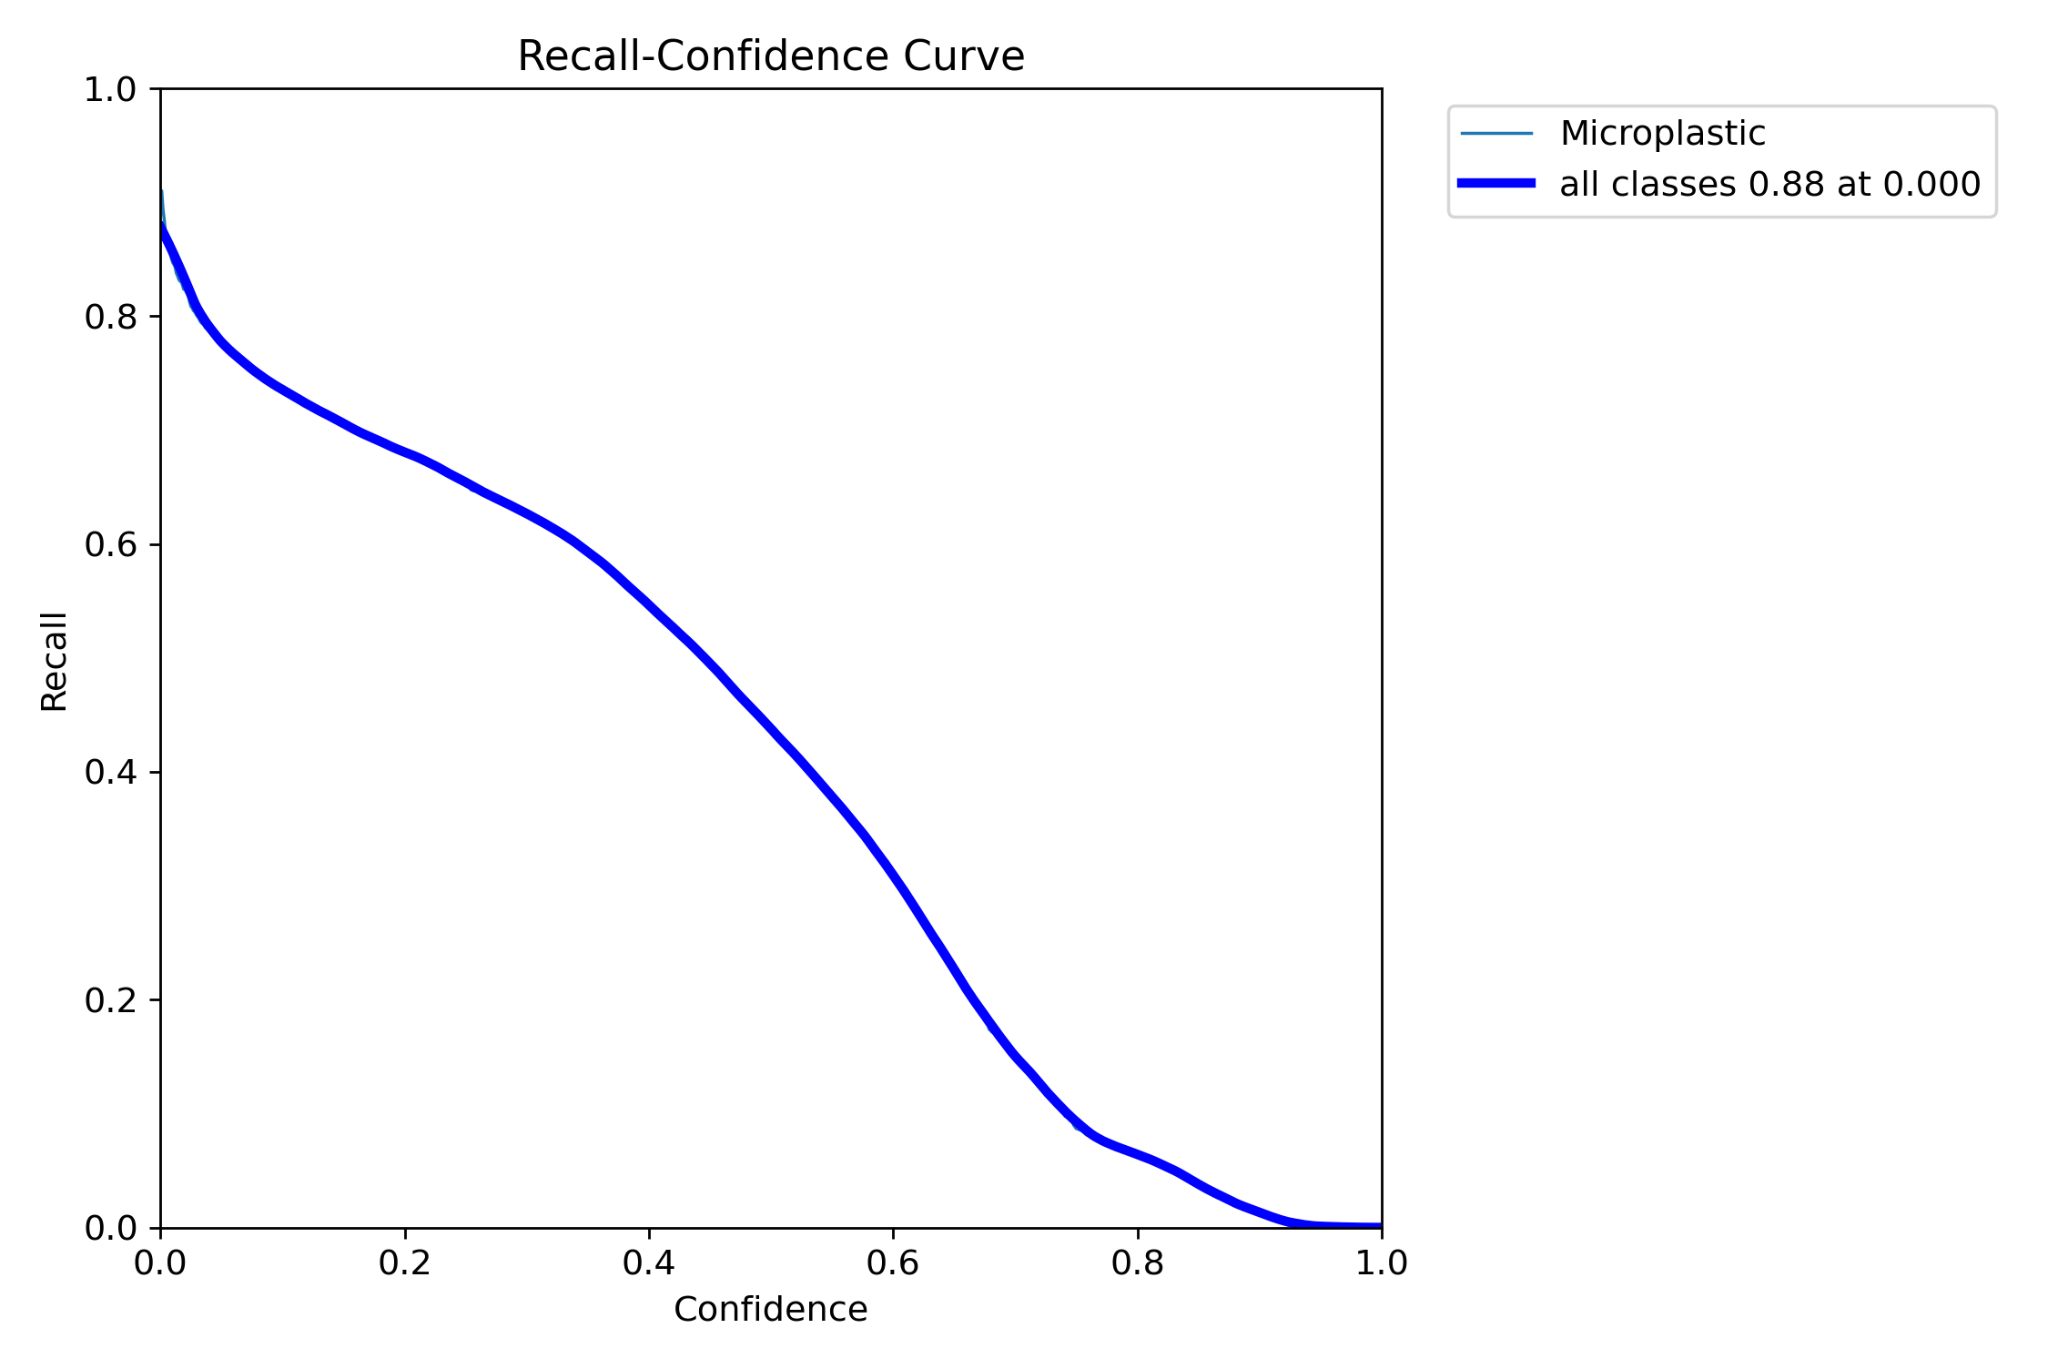 Recall-Confidence Curve
1.0
0.8
0.6
0.4
0.2
0.0
Recall
0.0 0.2 0.4 0.6 0.8 1.0
Confidence
Microplastic
all classes 0.88 at 0.000